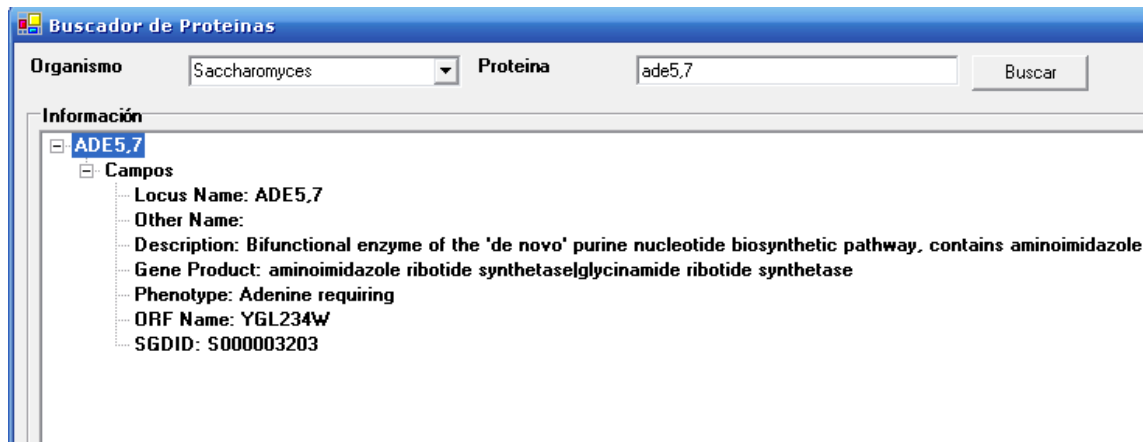 Buscador de Proteinas
Organismo Saccharomyces Proteina ade5,7 Buscar
Información
ADE5,7
Campos
Locus Name: ADE5,7
Other Name:
Description: Bifunctional enzyme of the 'de novo' purine nucleotide biosynthetic pathway, contains aminoimidazole
Gene Product: aminoimidazole ribotide synthetase|glycinamide ribotide synthetase
Phenotype: Adenine requiring
ORF Name: YGL234W
SGDID: S000003203